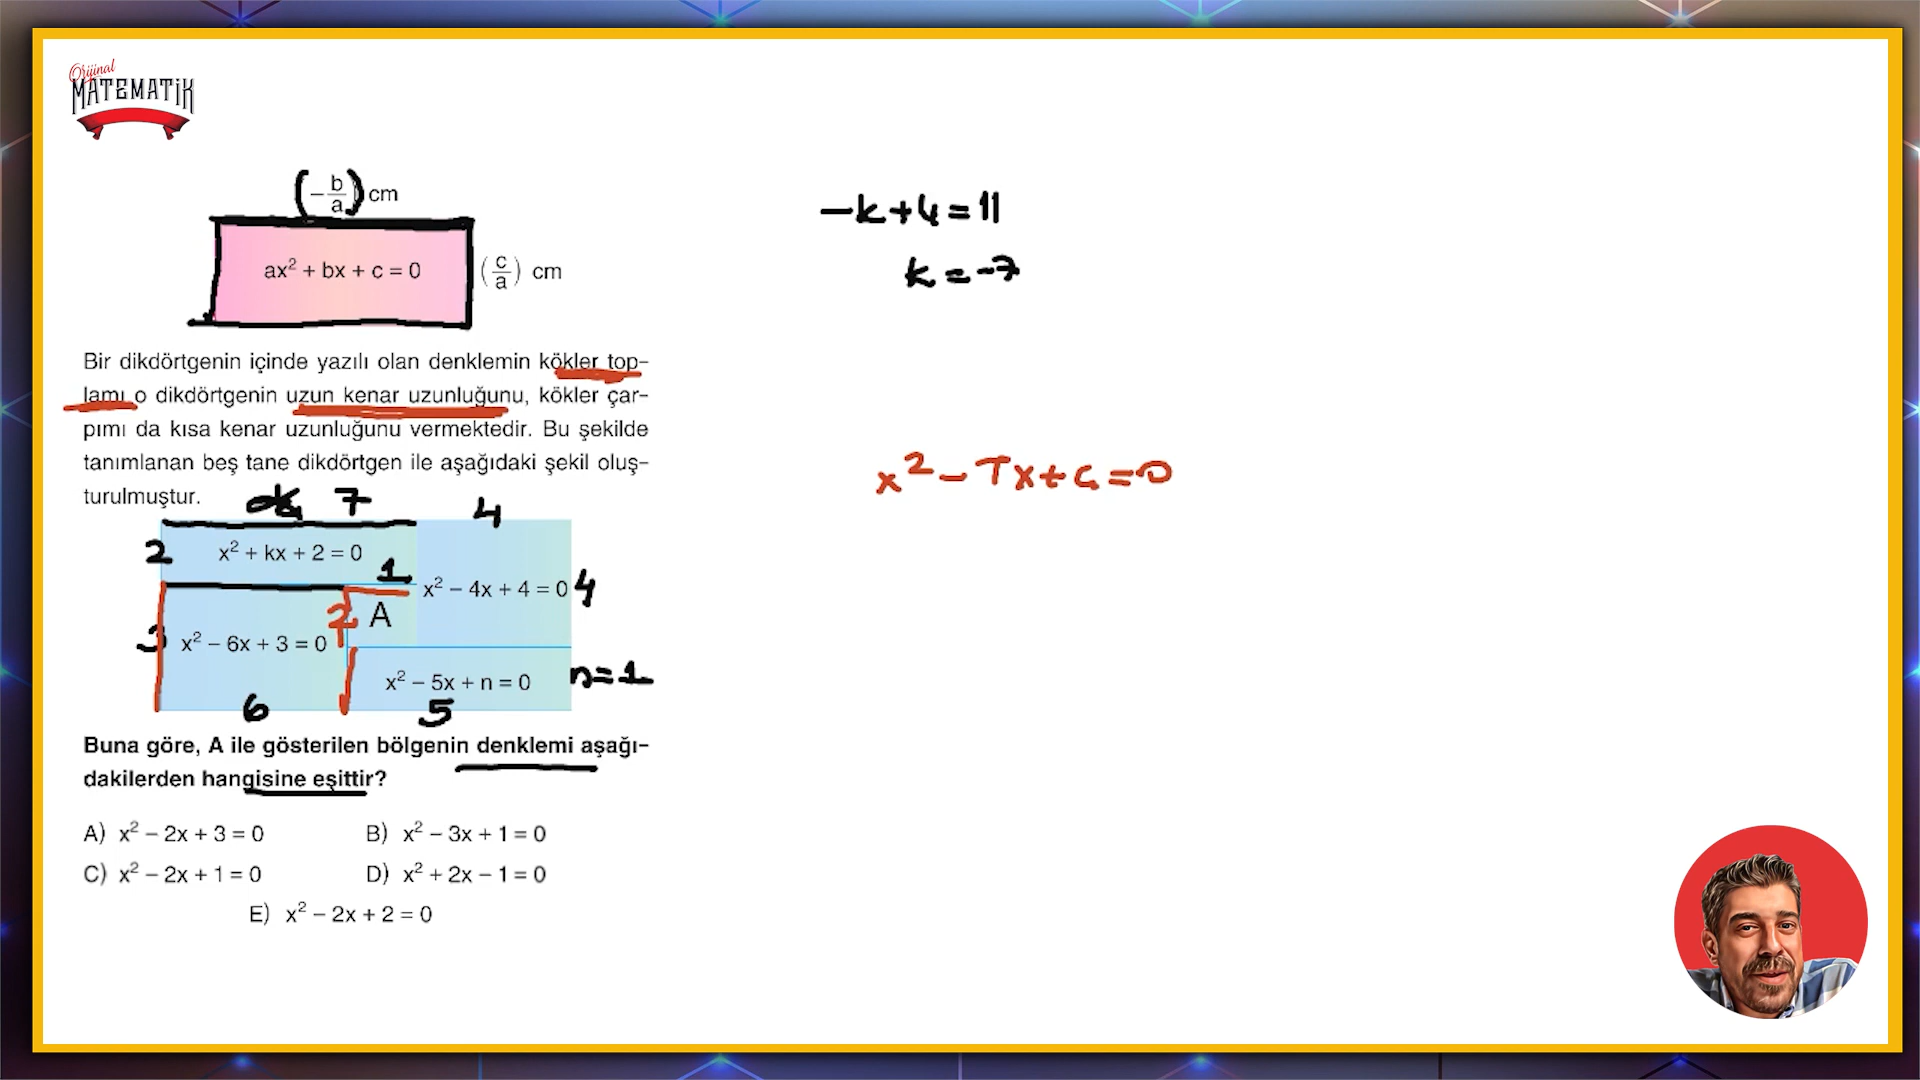 Orijinal
MATEMATİK
(-b/a) cm
ax² + bx + c = 0
(c/a) cm
Bir dikdörtgenin içinde yazılı olan denklemin kökler top-
lamı o dikdörtgenin uzun kenar uzunluğunu, kökler çar-
pımı da kısa kenar uzunluğunu vermektedir. Bu şekilde
tanımlanan beş tane dikdörtgen ile aşağıdaki şekil oluş-
turulmuştur.
7
4
2
x² + kx + 2 = 0
1
x² – 4x + 4 = 0
4
2
A
3
x² – 6x + 3 = 0
x² – 5x + n = 0
n=1
6
5
Buna göre, A ile gösterilen bölgenin denklemi aşağı-
dakilerden hangisine eşittir?
A) x² – 2x + 3 = 0
B) x² – 3x + 1 = 0
C) x² – 2x + 1 = 0
D) x² + 2x – 1 = 0
E) x² – 2x + 2 = 0
-k+4=11
k=-7
x²-Tx+ç=0